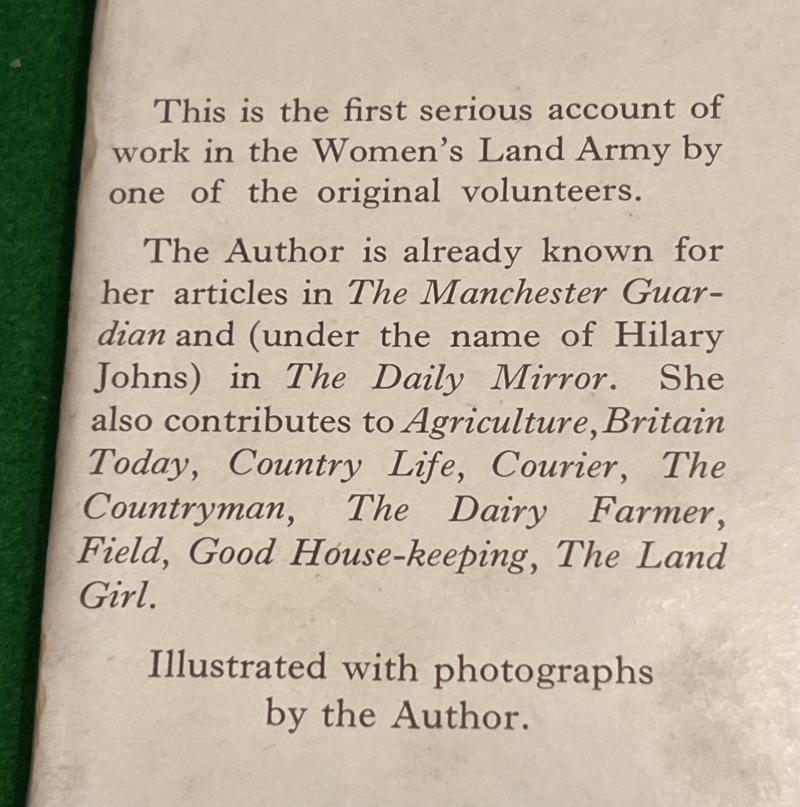 This is the first serious account of
work in the Women's Land Army by
one of the original volunteers.
The Author is already known for
her articles in The Manchester Guar-
dian and (under the name of Hilary
Johns) in The Daily Mirror. She
also contributes to Agriculture, Britain
Today, Country Life, Courier, The
Countryman, The Dairy Farmer,
Field, Good House-keeping, The Land
Girl.
Illustrated with photographs
by the Author.